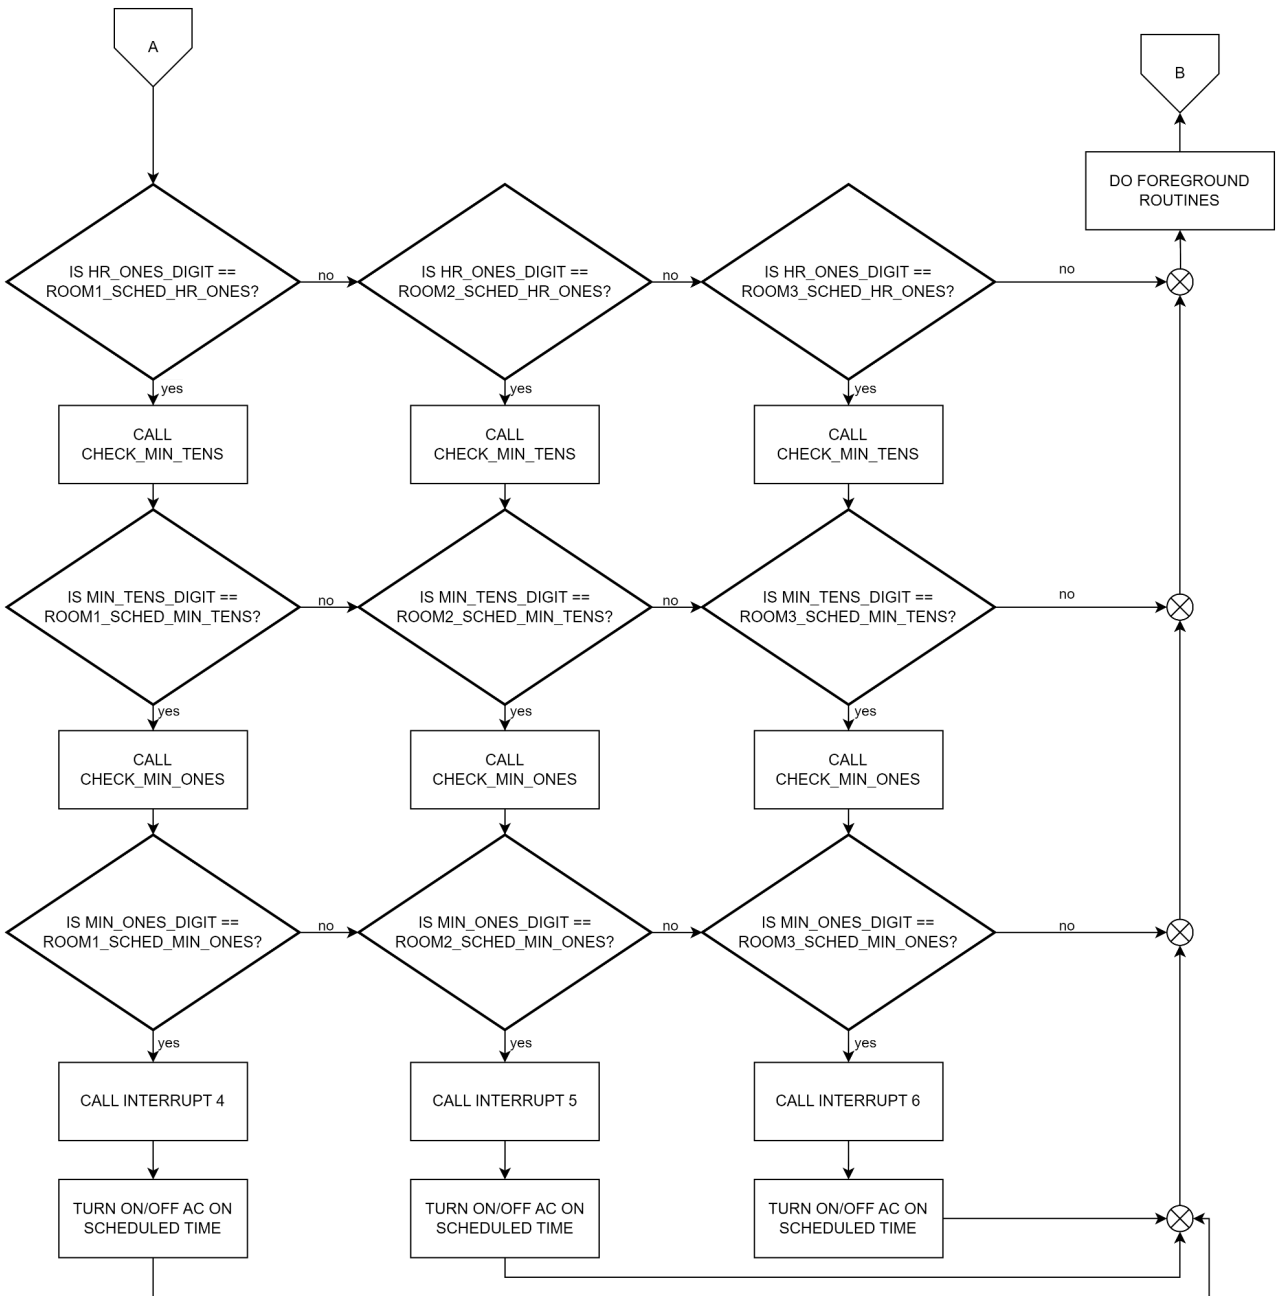 A
B
DO FOREGROUND
ROUTINES
IS HR_ONES_DIGIT ==
ROOM1_SCHED_HR_ONES?
no
IS HR_ONES_DIGIT ==
ROOM2_SCHED_HR_ONES?
no
IS HR_ONES_DIGIT ==
ROOM3_SCHED_HR_ONES?
no
yes
yes
yes
CALL
CHECK_MIN_TENS
CALL
CHECK_MIN_TENS
CALL
CHECK_MIN_TENS
IS MIN_TENS_DIGIT ==
ROOM1_SCHED_MIN_TENS?
no
IS MIN_TENS_DIGIT ==
ROOM2_SCHED_MIN_TENS?
no
IS MIN_TENS_DIGIT ==
ROOM3_SCHED_MIN_TENS?
no
yes
yes
yes
CALL
CHECK_MIN_ONES
CALL
CHECK_MIN_ONES
CALL
CHECK_MIN_ONES
IS MIN_ONES_DIGIT ==
ROOM1_SCHED_MIN_ONES?
no
IS MIN_ONES_DIGIT ==
ROOM2_SCHED_MIN_ONES?
no
IS MIN_ONES_DIGIT ==
ROOM3_SCHED_MIN_ONES?
no
yes
yes
yes
CALL INTERRUPT 4
CALL INTERRUPT 5
CALL INTERRUPT 6
TURN ON/OFF AC ON
SCHEDULED TIME
TURN ON/OFF AC ON
SCHEDULED TIME
TURN ON/OFF AC ON
SCHEDULED TIME